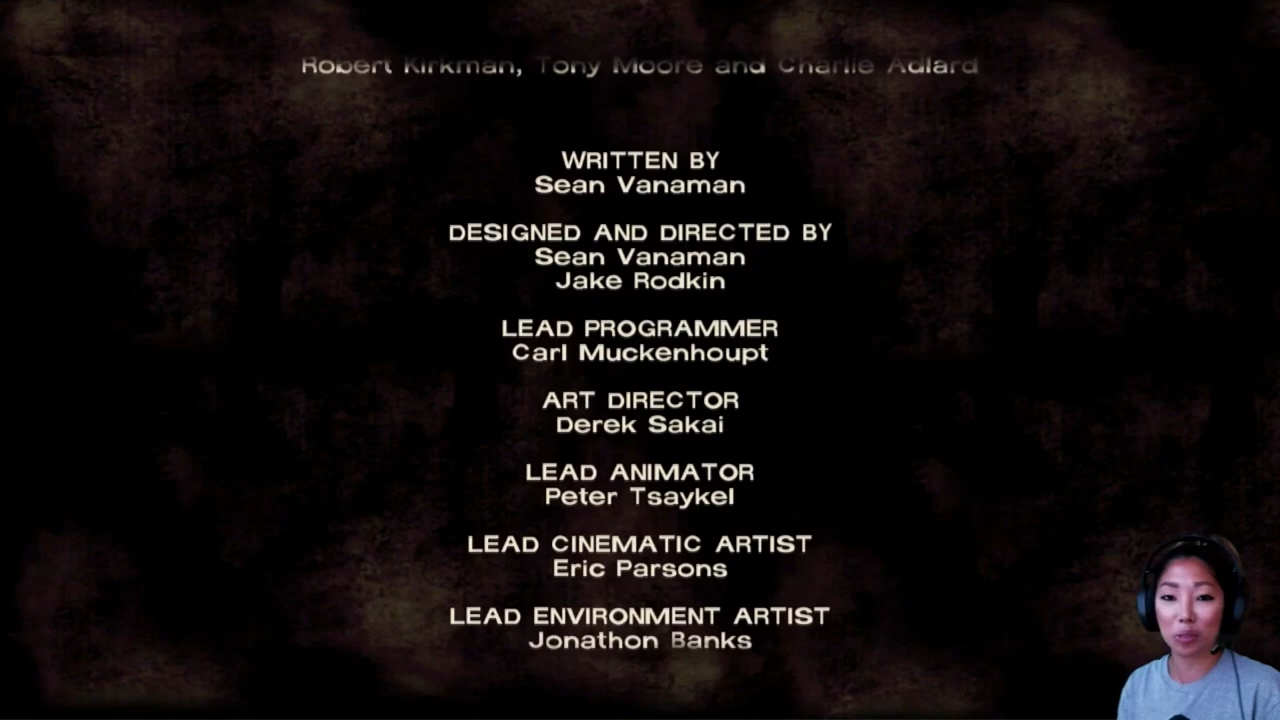 Robert Kirkman, Tony Moore and Charlie Adlard
WRITTEN BY
Sean Vanaman
DESIGNED AND DIRECTED BY
Sean Vanaman
Jake Rodkin
LEAD PROGRAMMER
Carl Muckenhoupt
ART DIRECTOR
Derek Sakai
LEAD ANIMATOR
Peter Tsaykel
LEAD CINEMATIC ARTIST
Eric Parsons
LEAD ENVIRONMENT ARTIST
Jonathon Banks